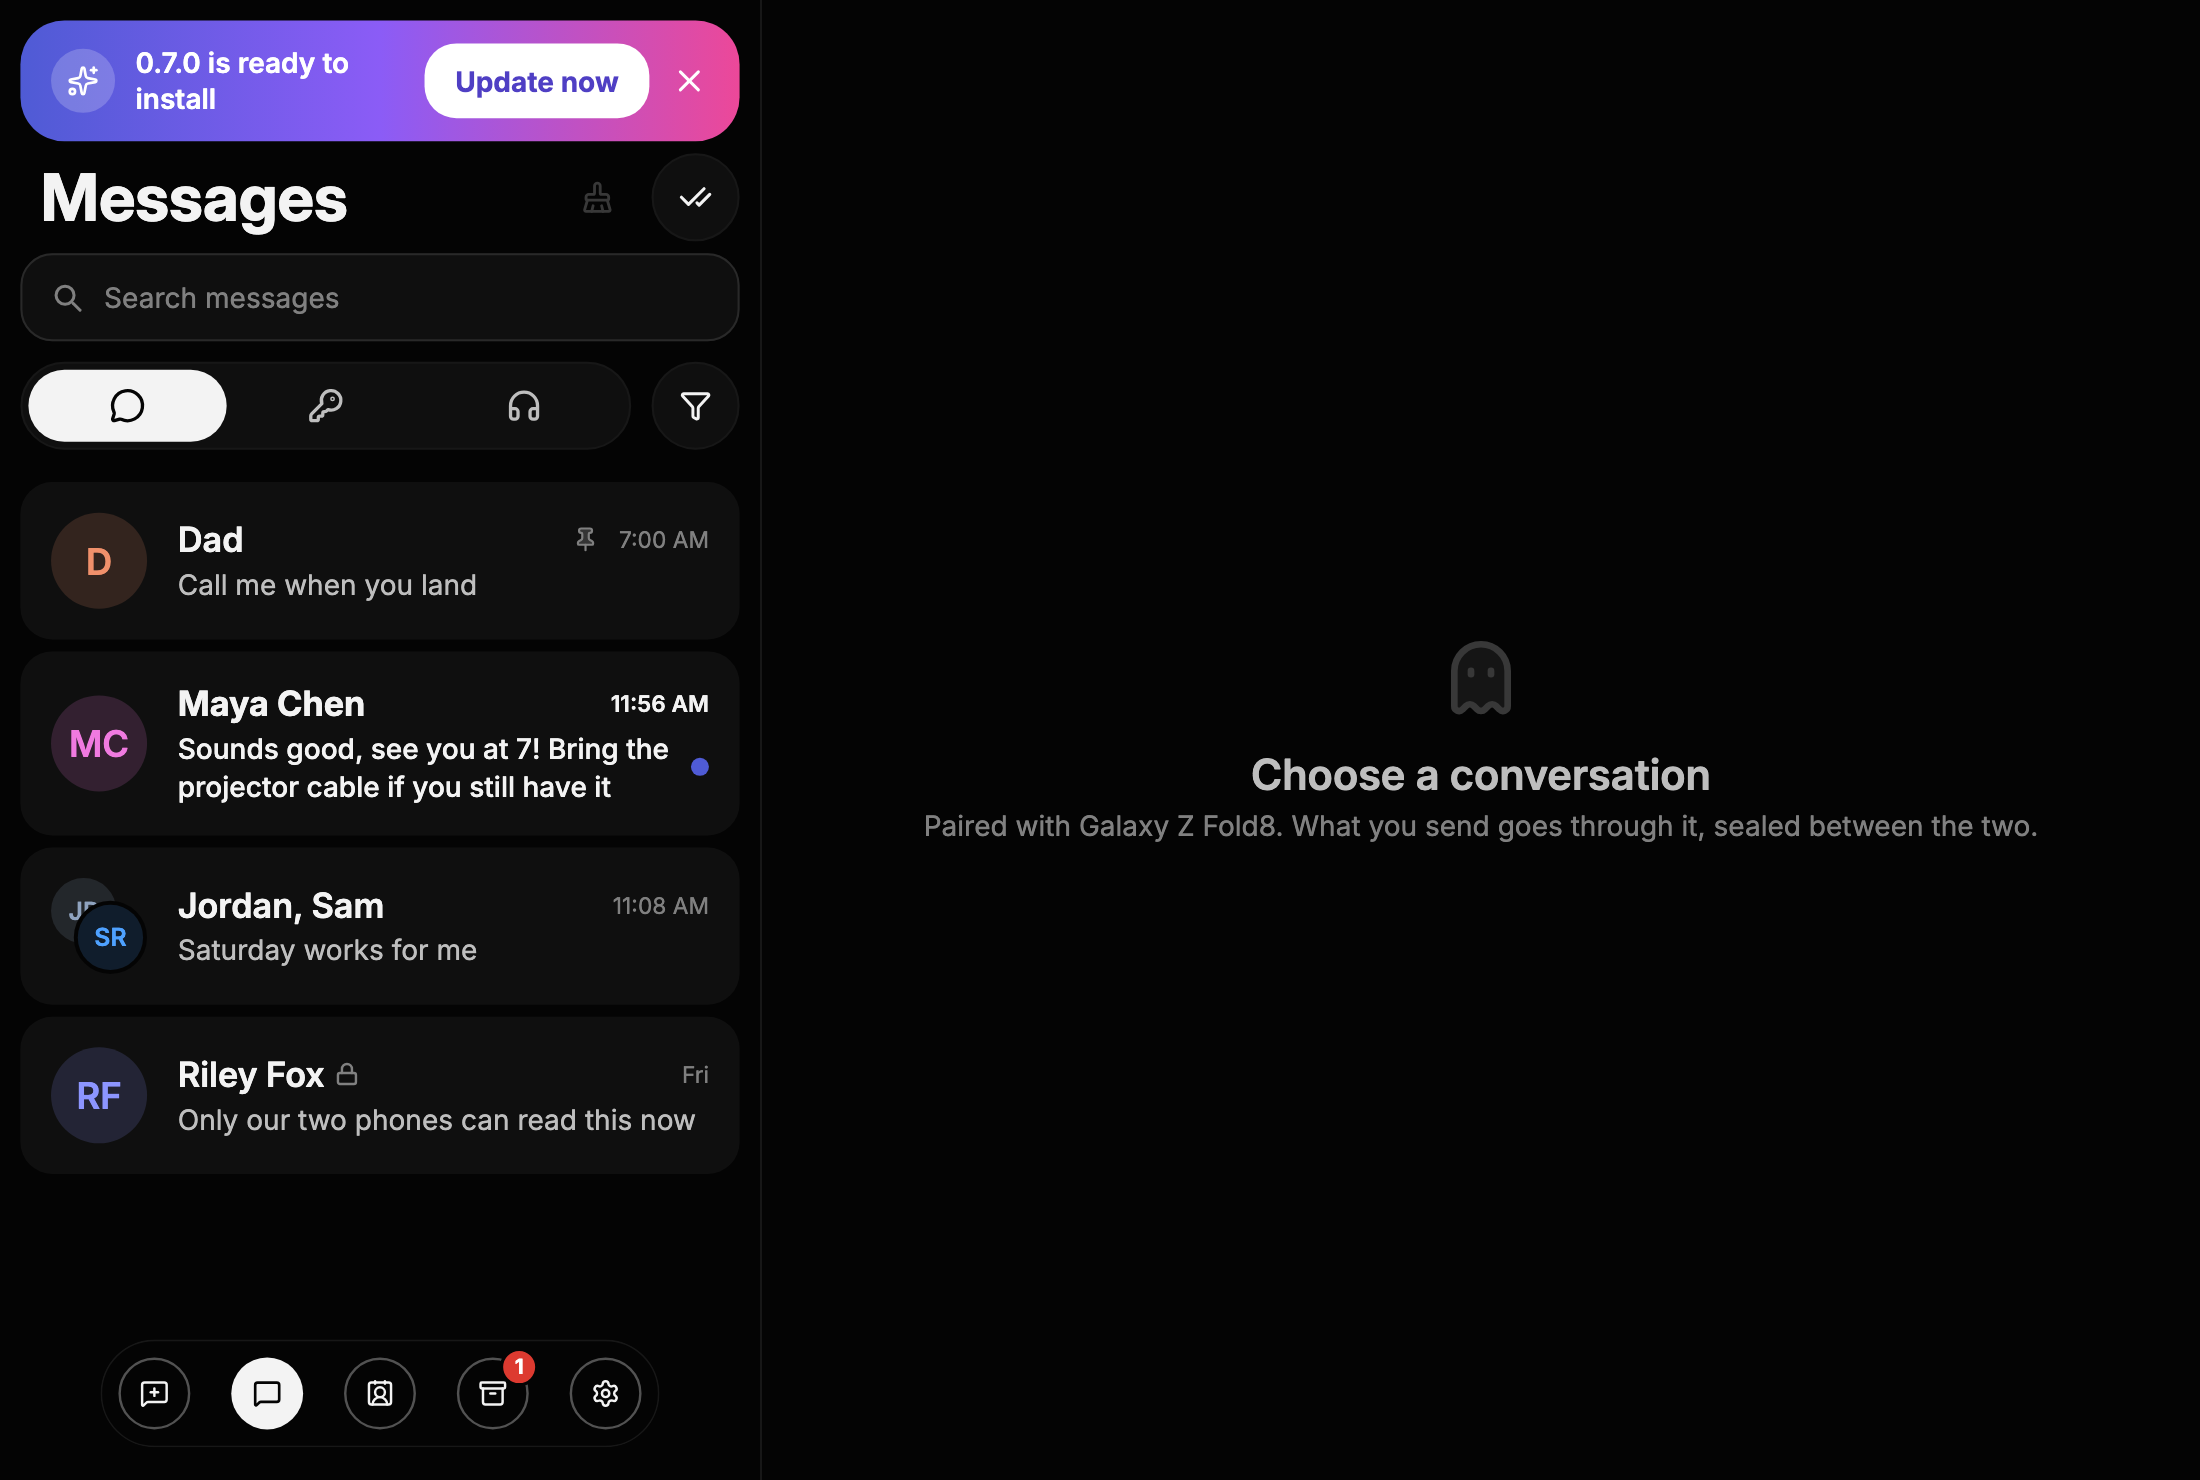 0.7.0 is ready to
install
Update now
Messages
Search messages
D
Dad
7:00 AM
Call me when you land
MC
Maya Chen
11:56 AM
Sounds good, see you at 7! Bring the
projector cable if you still have it
SR
Jordan, Sam
11:08 AM
Saturday works for me
RF
Riley Fox
Fri
Only our two phones can read this now
1
Choose a conversation
Paired with Galaxy Z Fold8. What you send goes through it, sealed between the two.